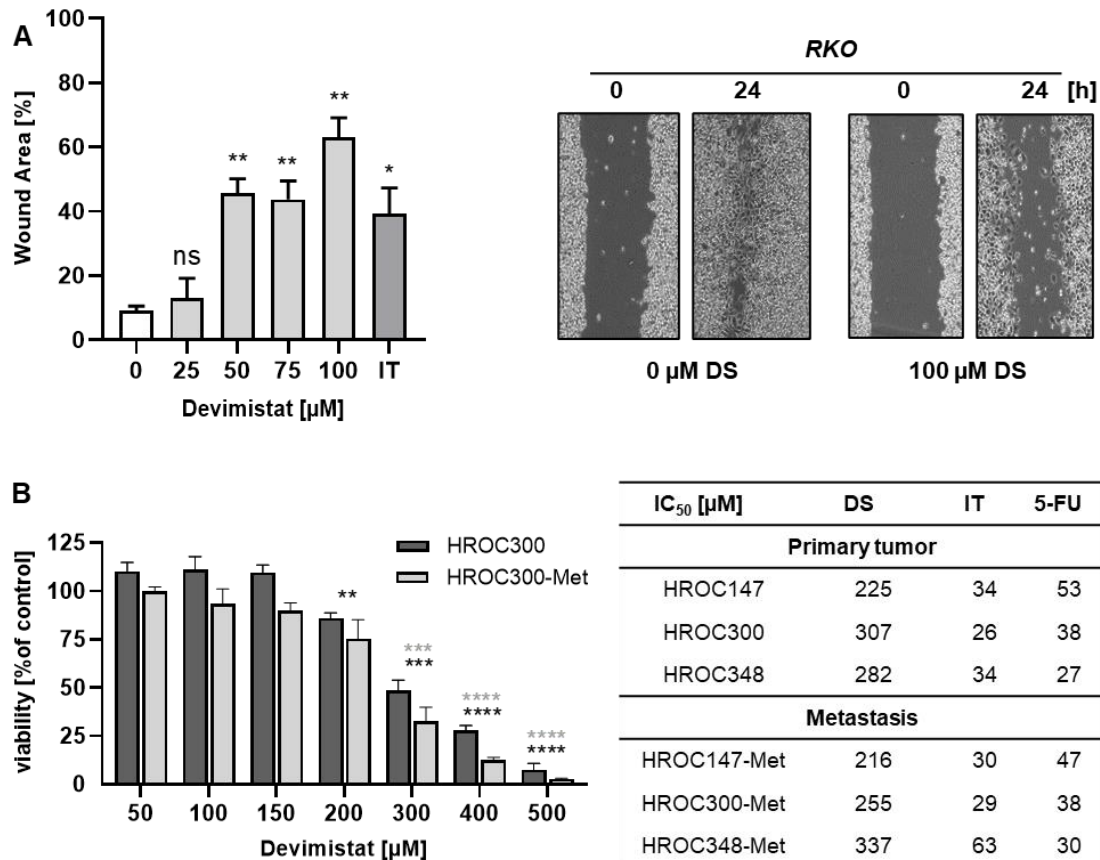 A
Wound Area [%]
100
80
60
40
20
0
ns
**
**
**
*
0 25 50 75 100 IT
Devimistat [µM]
RKO
0 24 0 24 [h]
0 µM DS 100 µM DS
B
viability [%of control]
125
100
75
50
25
0
HROC300
HROC300-Met
**
***
***
****
****
****
****
50 100 150 200 300 400 500
Devimistat [µM]
IC50 [µM] DS IT 5-FU
Primary tumor
HROC147 225 34 53
HROC300 307 26 38
HROC348 282 34 27
Metastasis
HROC147-Met 216 30 47
HROC300-Met 255 29 38
HROC348-Met 337 63 30